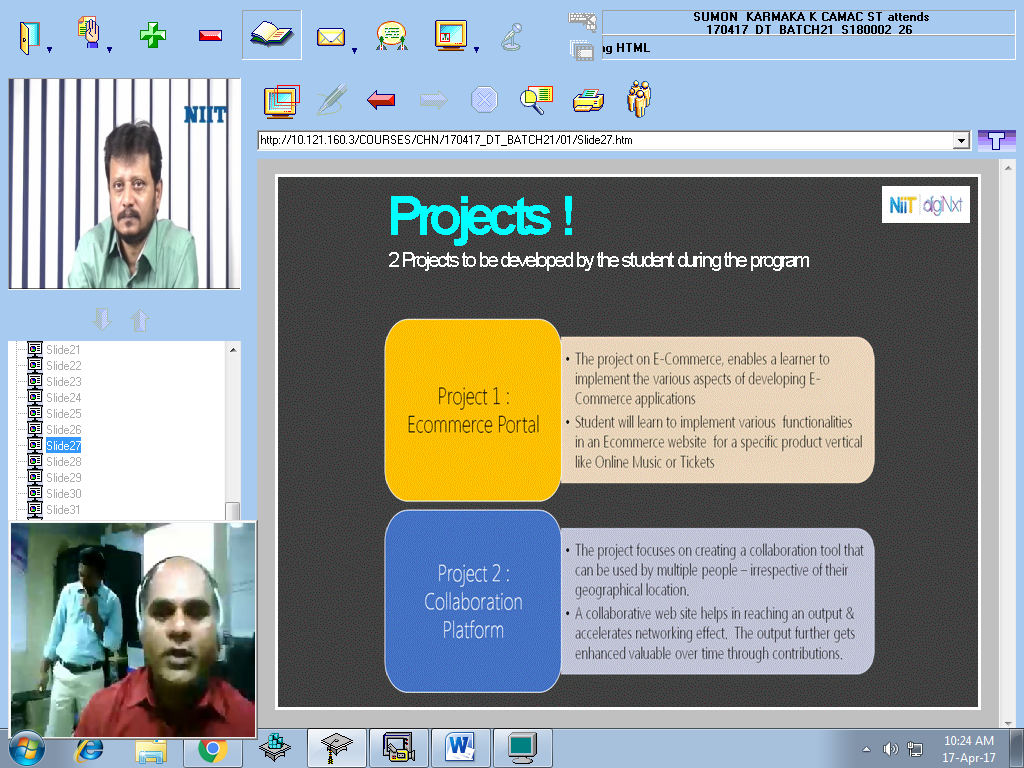 SUMON KARMAKA K CAMAC ST attends
170417_DT_BATCH21_S180002_26
ng HTML
NIIT
http://10.121.160.3/COURSES/CHN/170417_DT_BATCH21/01/Slide27.htm
T
Projects !
NIIT digiNxt
2 Projects to be developed by the student during the program
Project 1 :
Ecommerce Portal
• The project on E-Commerce, enables a learner to
implement the various aspects of developing E-
Commerce applications
• Student will learn to implement various functionalities
in an Ecommerce website for a specific product vertical
like Online Music or Tickets
Project 2 :
Collaboration
Platform
• The project focuses on creating a collaboration tool that
can be used by multiple people – irrespective of their
geographical location.
• A collaborative web site helps in reaching an output &
accelerates networking effect. The output further gets
enhanced valuable over time through contributions.
Slide21
Slide22
Slide23
Slide24
Slide25
Slide26
Slide27
Slide28
Slide29
Slide30
Slide31
10:24 AM
17-Apr-17